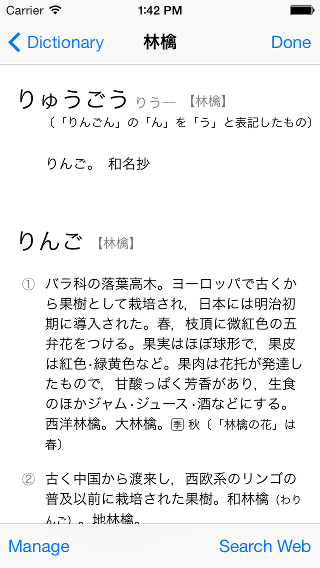 Carrier 1:42 PM
Dictionary 林檎 Done
りゅうごう りう― 【林檎】
〔「りんごん」の「ん」を「う」と表記したもの〕
りんご。 和名抄
りんご 【林檎】
① バラ科の落葉高木。ヨーロッパで古くか
ら果樹として栽培され，日本には明治初
期に導入された。春，枝頂に微紅色の五
弁花をつける。果実はほぼ球形で，果皮
は紅色・緑黄色など。果肉は花托が発達し
たもので，甘酸っぱく芳香があり，生食
のほかジャム・ジュース・酒などにする。
西洋林檎。大林檎。季 秋〔「林檎の花」は
春〕
② 古く中国から渡来し，西欧系のリンゴの
普及以前に栽培された果樹。和林檎（わり
んご）。地林檎。
Manage Search Web